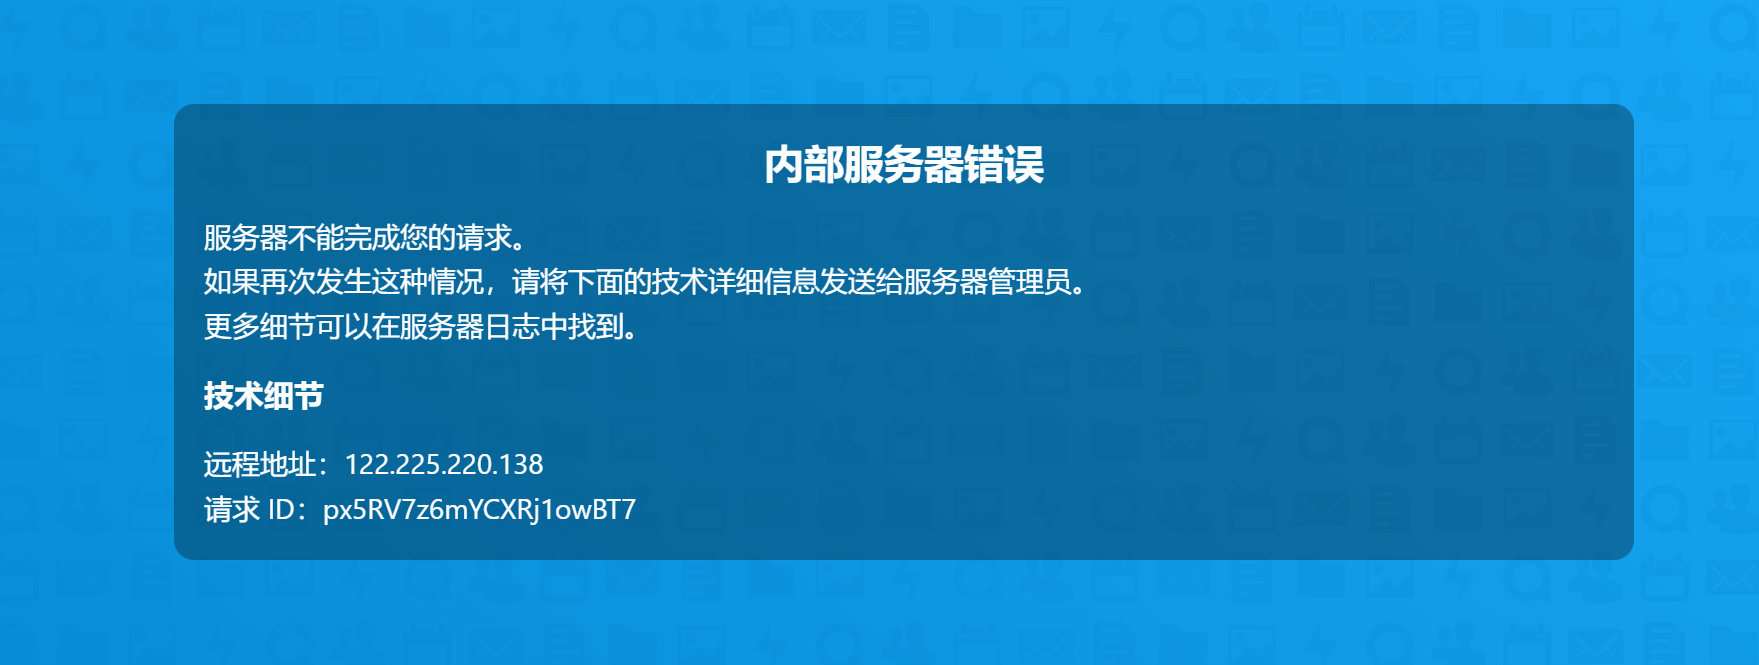 内部服务器错误
服务器不能完成您的请求。
如果再次发生这种情况，请将下面的技术详细信息发送给服务器管理员。
更多细节可以在服务器日志中找到。
技术细节
远程地址：122.225.220.138
请求 ID：px5RV7z6mYCXRj1owBT7